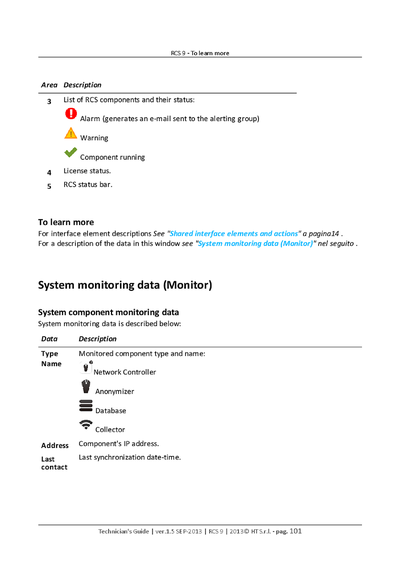 RCS 9 - To learn more
Area Description
3 List of RCS components and their status:
Alarm (generates an e-mail sent to the alerting group)
Warning
Component running
4 License status.
5 RCS status bar.
To learn more
For interface element descriptions See "Shared interface elements and actions" a pagina14 .
For a description of the data in this window see "System monitoring data (Monitor)" nel seguito .
System monitoring data (Monitor)
System component monitoring data
System monitoring data is described below:
Data Description
Type Monitored component type and name:
Name
Network Controller
Anonymizer
Database
Collector
Address Component's IP address.
Last Last synchronization date-time.
contact
Technician's Guide | ver.1.5 SEP-2013 | RCS 9 | 2013© HT S.r.l. - pag. 101